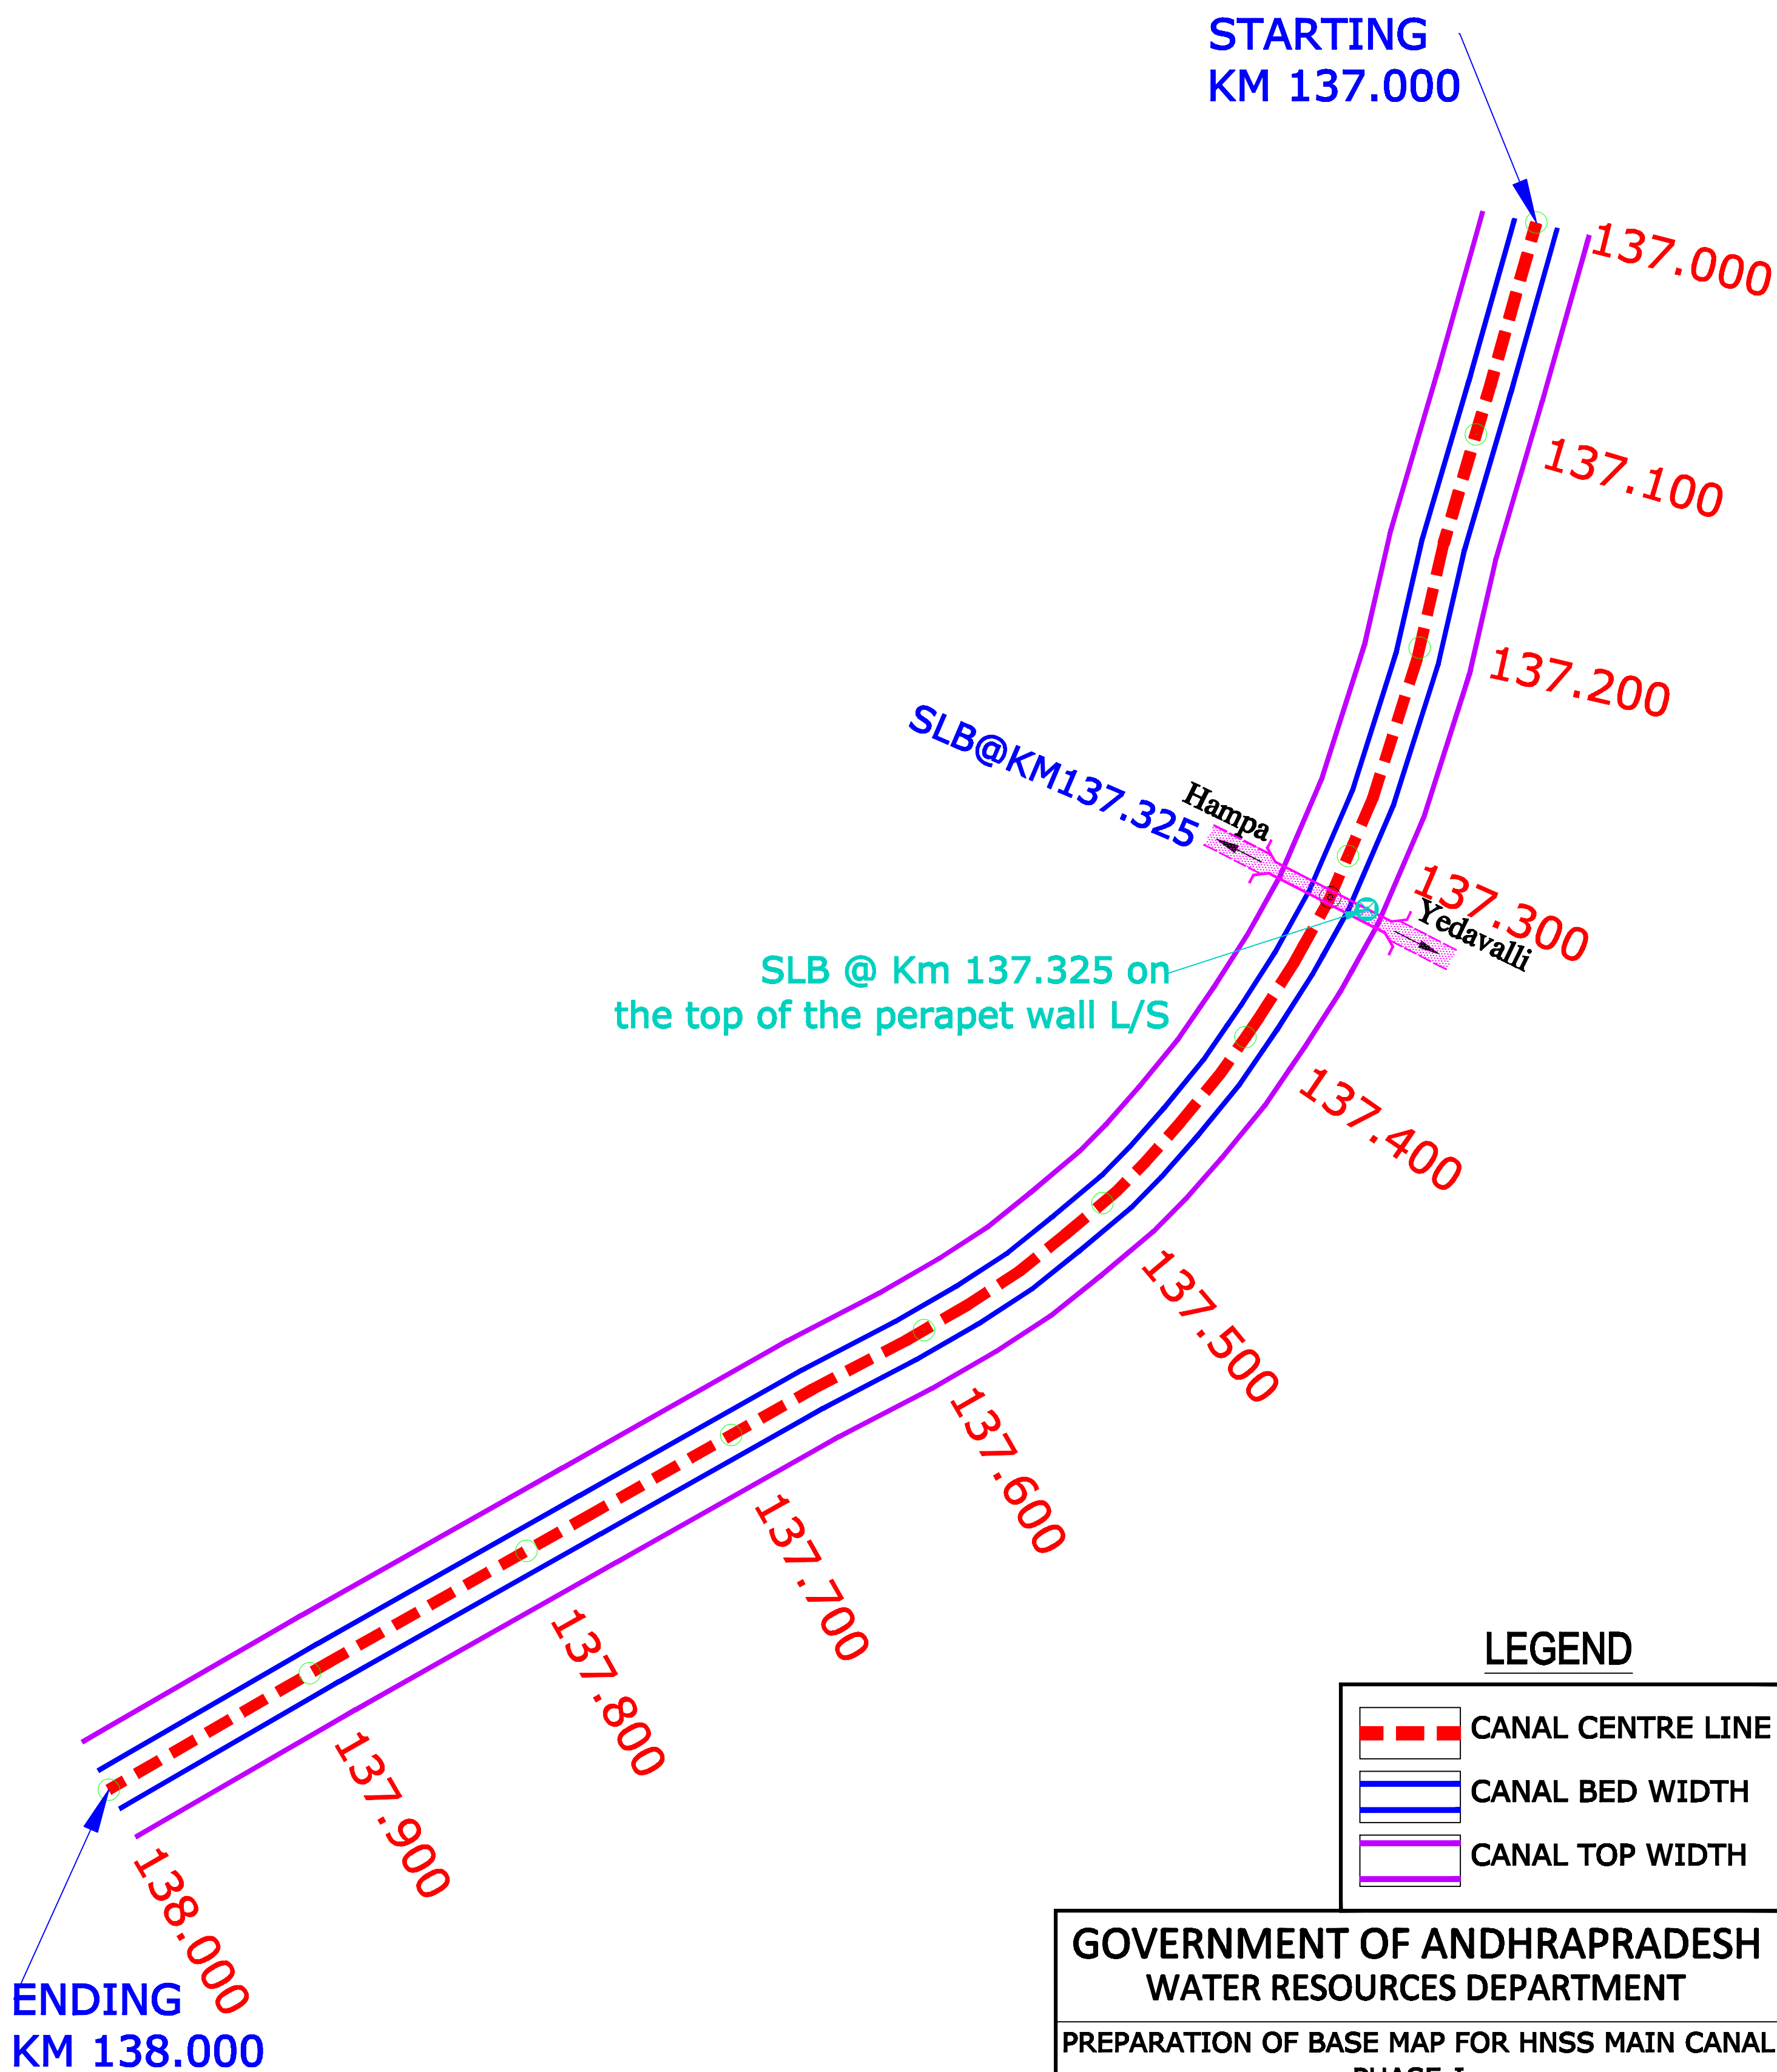 STARTING
KM 137.000
137.000
137.100
137.200
SLB@KM137.325
Hampa
137.300
Yedavalli
SLB @ Km 137.325 on
the top of the perapet wall L/S
137.400
137.500
137.600
137.700
137.800
137.900
138.000
ENDING
KM 138.000
LEGEND
CANAL CENTRE LINE
CANAL BED WIDTH
CANAL TOP WIDTH
GOVERNMENT OF ANDHRAPRADESH
WATER RESOURCES DEPARTMENT
PREPARATION OF BASE MAP FOR HNSS MAIN CANAL